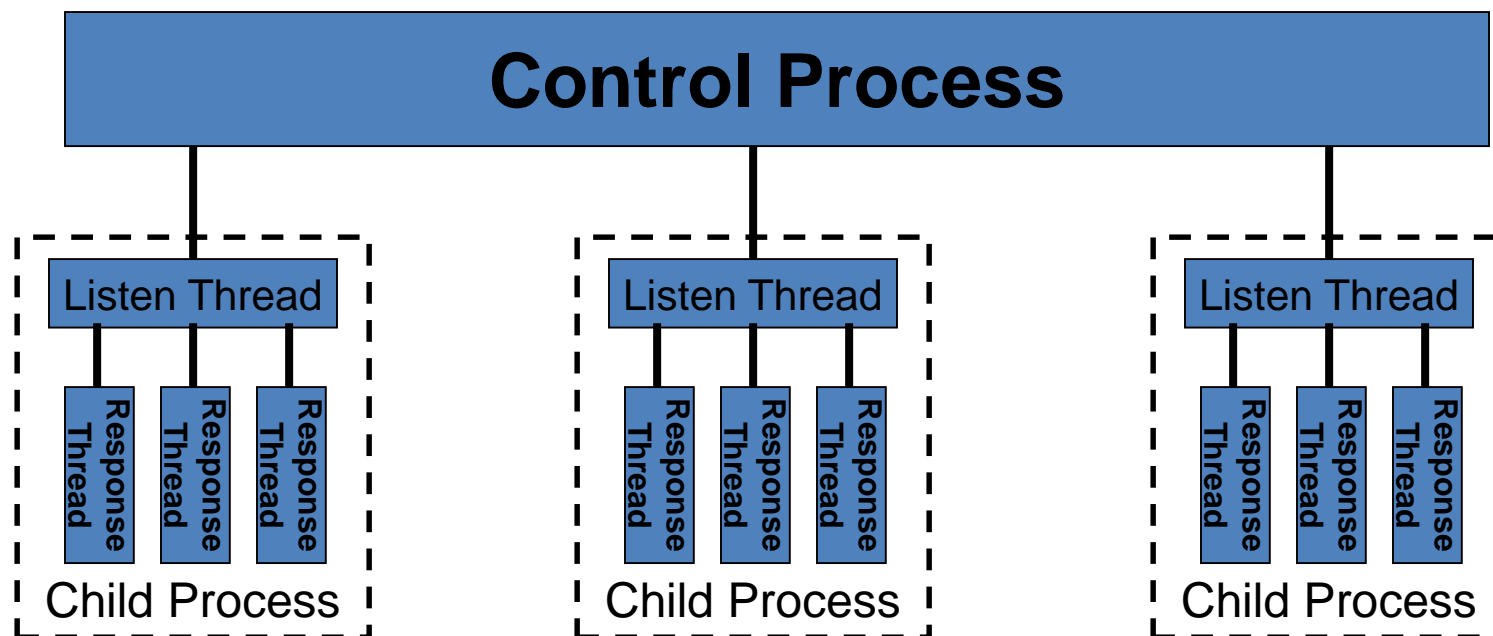 Control Process
Listen Thread
Listen Thread
Listen Thread
Response
Thread
Response
Thread
Response
Thread
Response
Thread
Response
Thread
Response
Thread
Response
Thread
Response
Thread
Response
Thread
Child Process
Child Process
Child Process